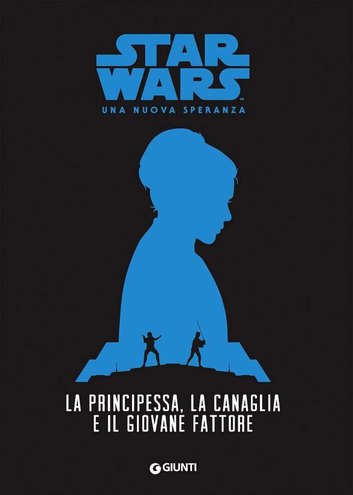 STAR
WARS
UNA NUOVA SPERANZA
LA PRINCIPESSA, LA CANAGLIA
E IL GIOVANE FATTORE
GIUNTI